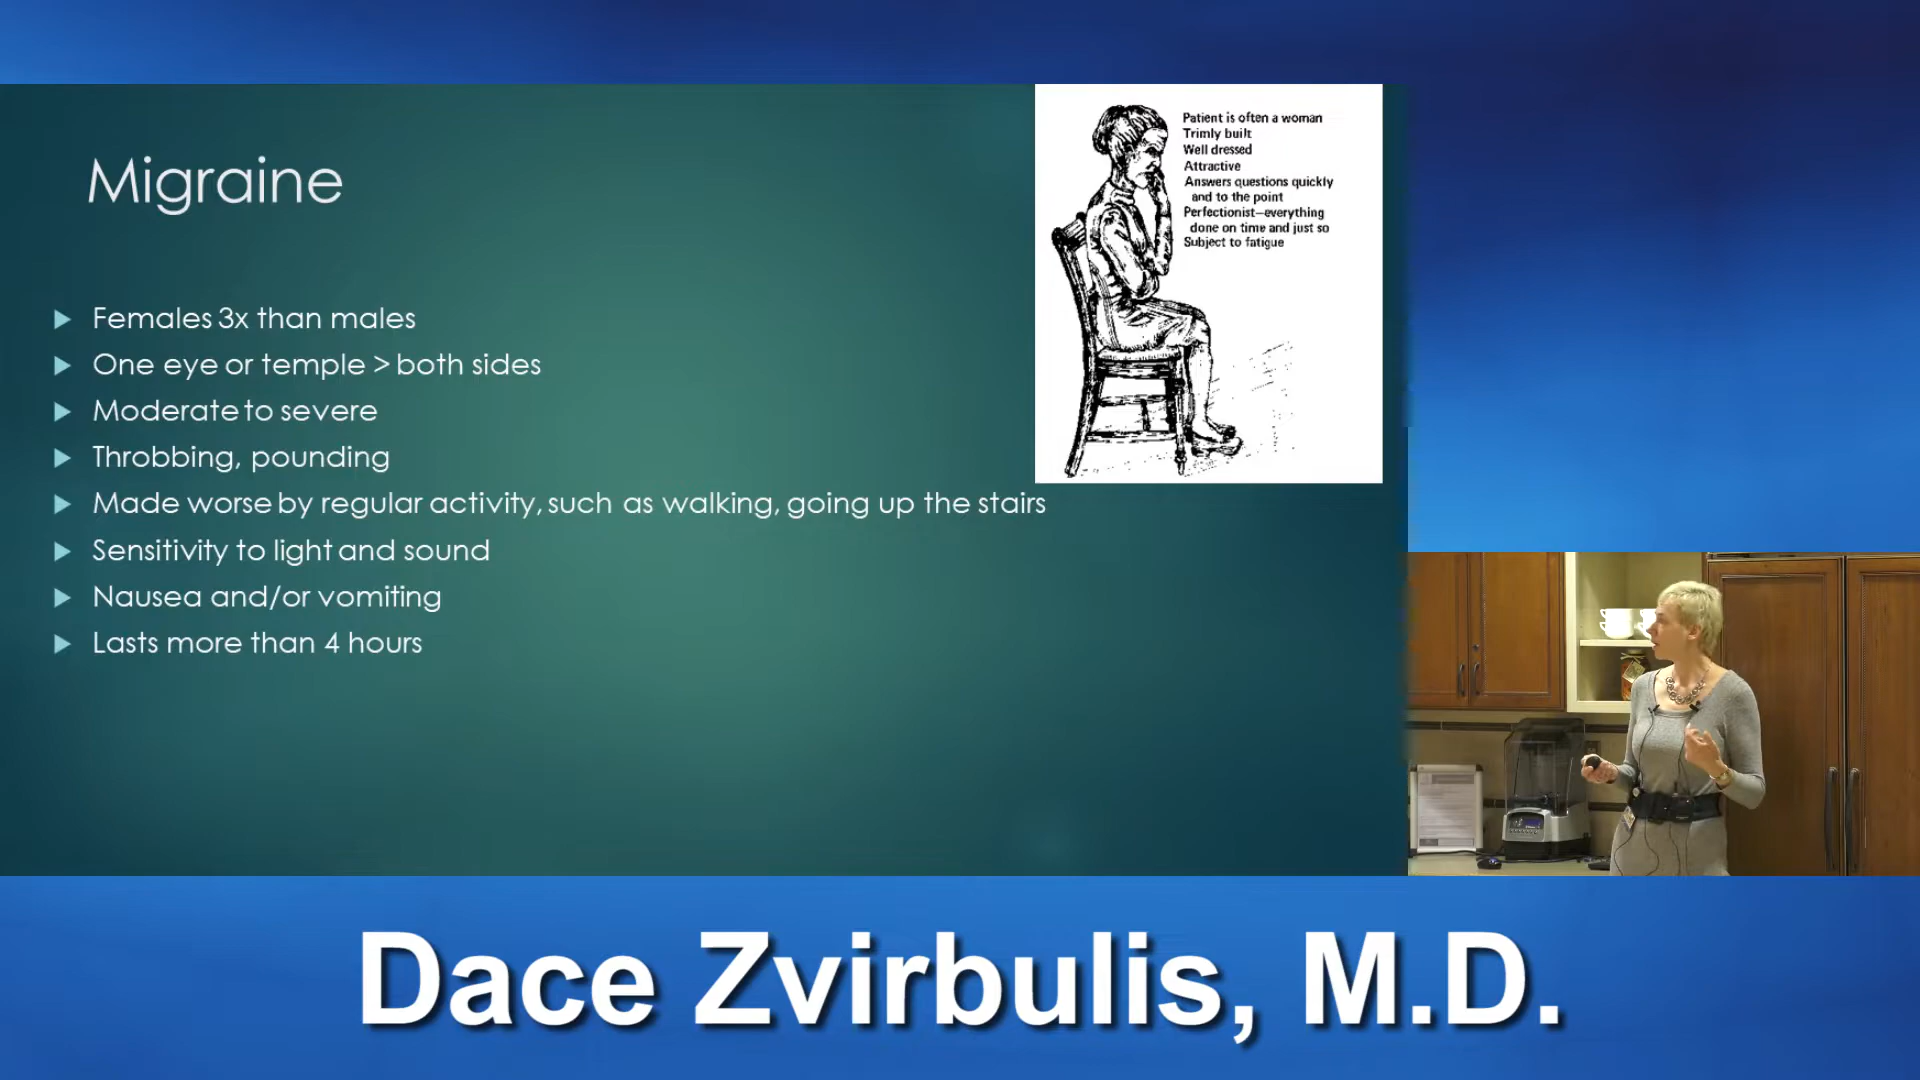 Migraine
Females 3x than males
One eye or temple > both sides
Moderate to severe
Throbbing, pounding
Made worse by regular activity, such as walking, going up the stairs
Sensitivity to light and sound
Nausea and/or vomiting
Lasts more than 4 hours
Patient is often a woman
Trimly built
Well dressed
Attractive
Answers questions quickly
and to the point
Perfectionist—everything
done on time and just so
Subject to fatigue
Dace Zvirbulis, M.D.